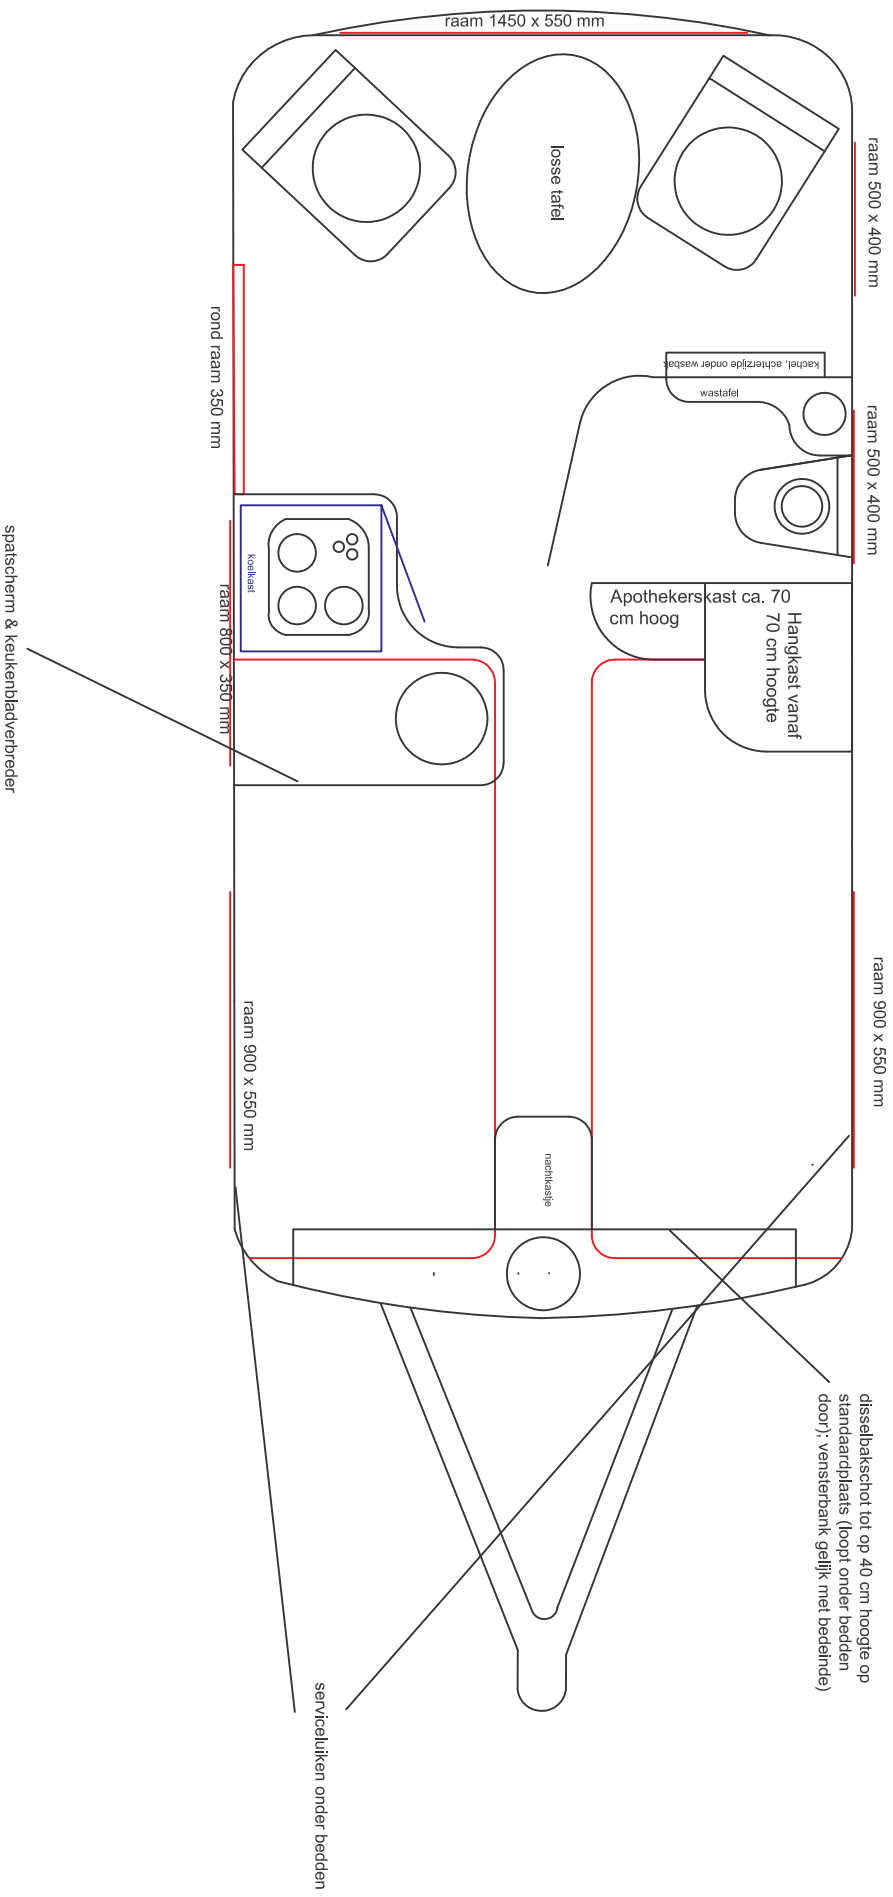 raam 1450 x 550 mm
losse tafel
raam 500 x 400 mm
rond raam 350 mm
kachel, achterzijde onder wasbak
wastafel
raam 500 x 400 mm
koelkast
raam 800 x 350 mm
spatscherm & keukenbladverbreder
Apothekerskast ca. 70
cm hoog
Hangkast vanaf
70 cm hoogte
raam 900 x 550 mm
raam 900 x 550 mm
nachtkastje
disselbakschot tot op 40 cm hoogte op
standaardplaats (loopt onder bedden
door); vensterbank gelijk met bedeinde)
serviceluiken onder bedden